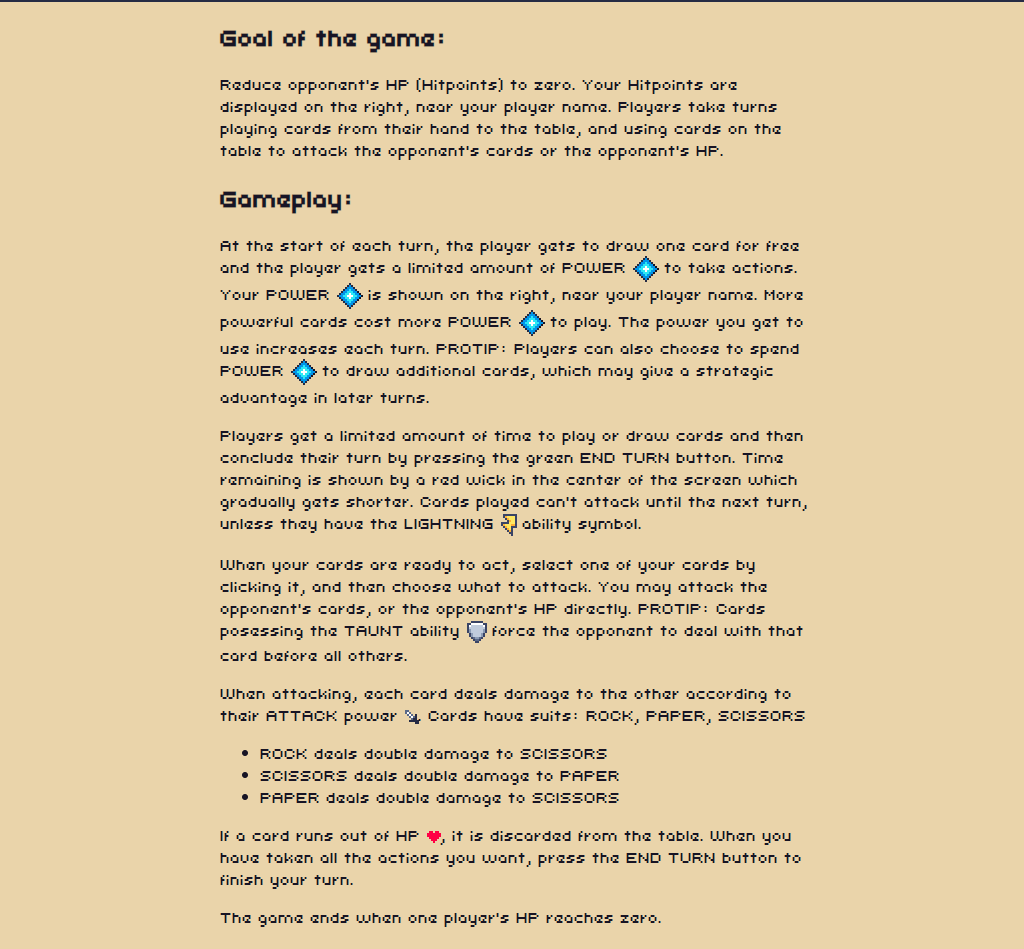 Goal of the game:
Reduce opponent's HP (Hitpoints) to zero. Your Hitpoints are
displayed on the right, near your player name. Players take turns
playing cards from their hand to the table, and using cards on the
table to attack the opponent's cards or the opponent's HP.
Gameplay:
At the start of each turn, the player gets to draw one card for free
and the player gets a limited amount of POWER to take actions.
Your POWER is shown on the right, near your player name. More
powerful cards cost more POWER to play. The power you get to
use increases each turn. PROTIP: Players can also choose to spend
POWER to draw additional cards, which may give a strategic
advantage in later turns.
Players get a limited amount of time to play or draw cards and then
conclude their turn by pressing the green END TURN button. Time
remaining is shown by a red wick in the center of the screen which
gradually gets shorter. Cards played can't attack until the next turn,
unless they have the LIGHTNING ability symbol.
When your cards are ready to act, select one of your cards by
clicking it, and then choose what to attack. You may attack the
opponent's cards, or the opponent's HP directly. PROTIP: Cards
posessing the TAUNT ability force the opponent to deal with that
card before all others.
When attacking, each card deals damage to the other according to
their ATTACK power Cards have suits: ROCK, PAPER, SCISSORS
• ROCK deals double damage to SCISSORS
• SCISSORS deals double damage to PAPER
• PAPER deals double damage to SCISSORS
If a card runs out of HP , it is discarded from the table. When you
have taken all the actions you want, press the END TURN button to
finish your turn.
The game ends when one player's HP reaches zero.